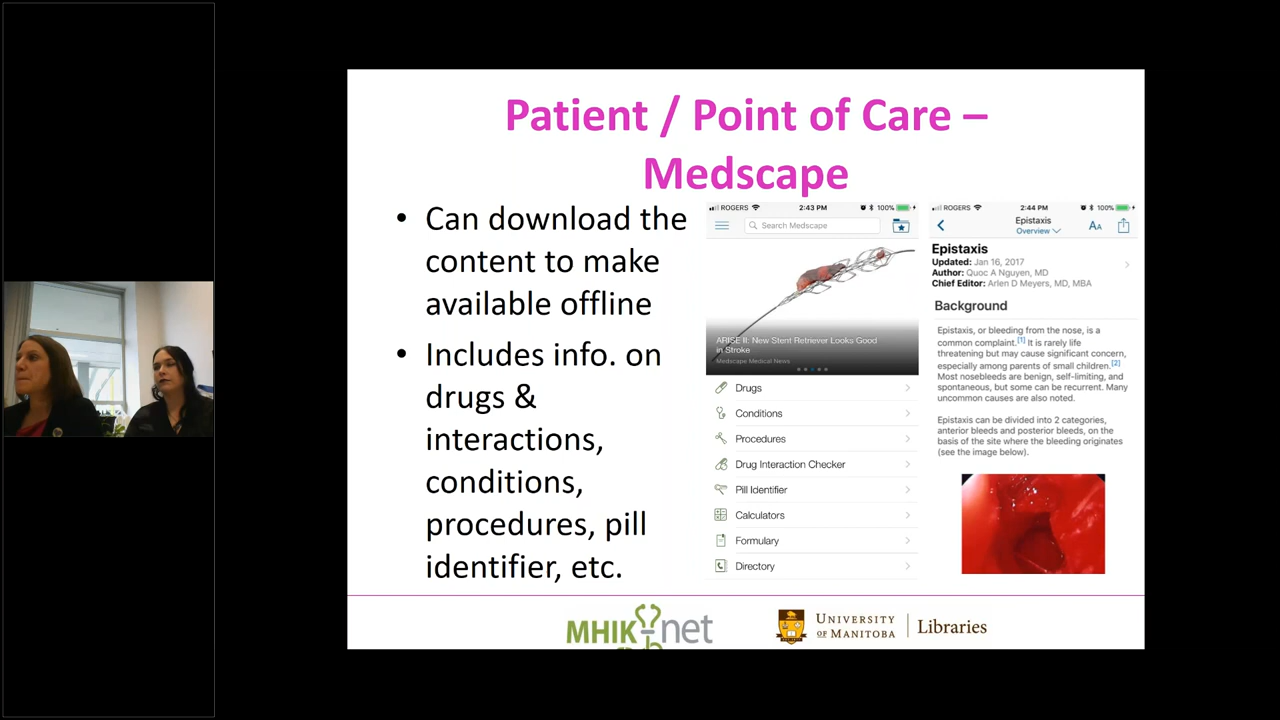 Patient / Point of Care –
Medscape
• Can download the
content to make
available offline
• Includes info. on
drugs &
interactions,
conditions,
procedures, pill
identifier, etc.
ROGERS 2:43 PM 100%
Search Medscape
ARISE II: New Stent Retriever Looks Good
in Stroke
Medscape Medical News
Drugs
Conditions
Procedures
Drug Interaction Checker
Pill Identifier
Calculators
Formulary
Directory
ROGERS 2:44 PM 100%
Epistaxis
Overview
AA
Epistaxis
Updated: Jan 16, 2017
Author: Quoc A Nguyen, MD
Chief Editor: Arlen D Meyers, MD, MBA
Background
Epistaxis, or bleeding from the nose, is a
common complaint.[1] It is rarely life
threatening but may cause significant concern,
especially among parents of small children.[2]
Most nosebleeds are benign, self-limiting, and
spontaneous, but some can be recurrent. Many
uncommon causes are also noted.
Epistaxis can be divided into 2 categories,
anterior bleeds and posterior bleeds, on the
basis of the site where the bleeding originates
(see the image below).
MHIKnet
UNIVERSITY
OF MANITOBA
Libraries